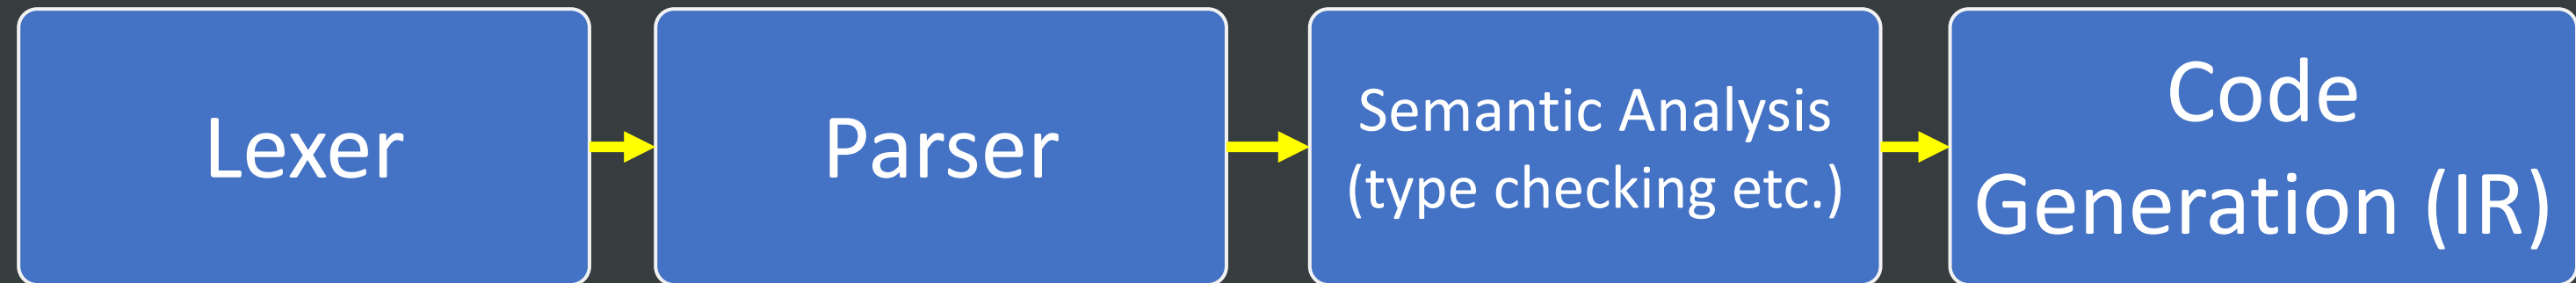 Lexer
Parser
Semantic Analysis
(type checking etc.)
Code
Generation (IR)